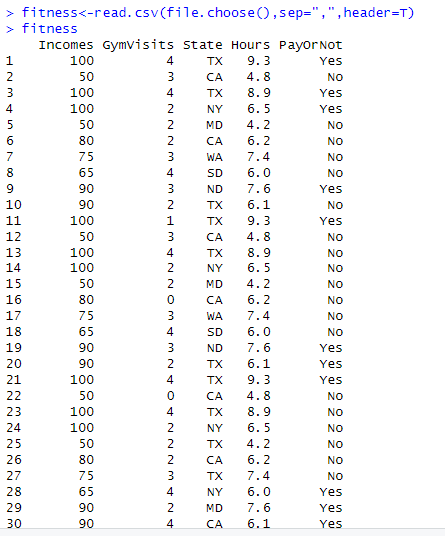 > fitness<-read.csv(file.choose(),sep=",",header=T)
> fitness
Incomes GymVisits State Hours PayOrNot
1 100 4 TX 9.3 Yes
2 50 3 CA 4.8 No
3 100 4 TX 8.9 Yes
4 100 2 NY 6.5 Yes
5 50 2 MD 4.2 No
6 80 2 CA 6.2 No
7 75 3 WA 7.4 No
8 65 4 SD 6.0 No
9 90 3 ND 7.6 Yes
10 90 2 TX 6.1 No
11 100 1 TX 9.3 Yes
12 50 3 CA 4.8 No
13 100 4 TX 8.9 No
14 100 2 NY 6.5 No
15 50 2 MD 4.2 No
16 80 0 CA 6.2 No
17 75 3 WA 7.4 No
18 65 4 SD 6.0 No
19 90 3 ND 7.6 Yes
20 90 2 TX 6.1 Yes
21 100 4 TX 9.3 Yes
22 50 0 CA 4.8 No
23 100 4 TX 8.9 No
24 100 2 NY 6.5 No
25 50 2 TX 4.2 No
26 80 2 CA 6.2 No
27 75 3 TX 7.4 No
28 65 4 NY 6.0 Yes
29 90 2 MD 7.6 Yes
30 90 4 CA 6.1 Yes